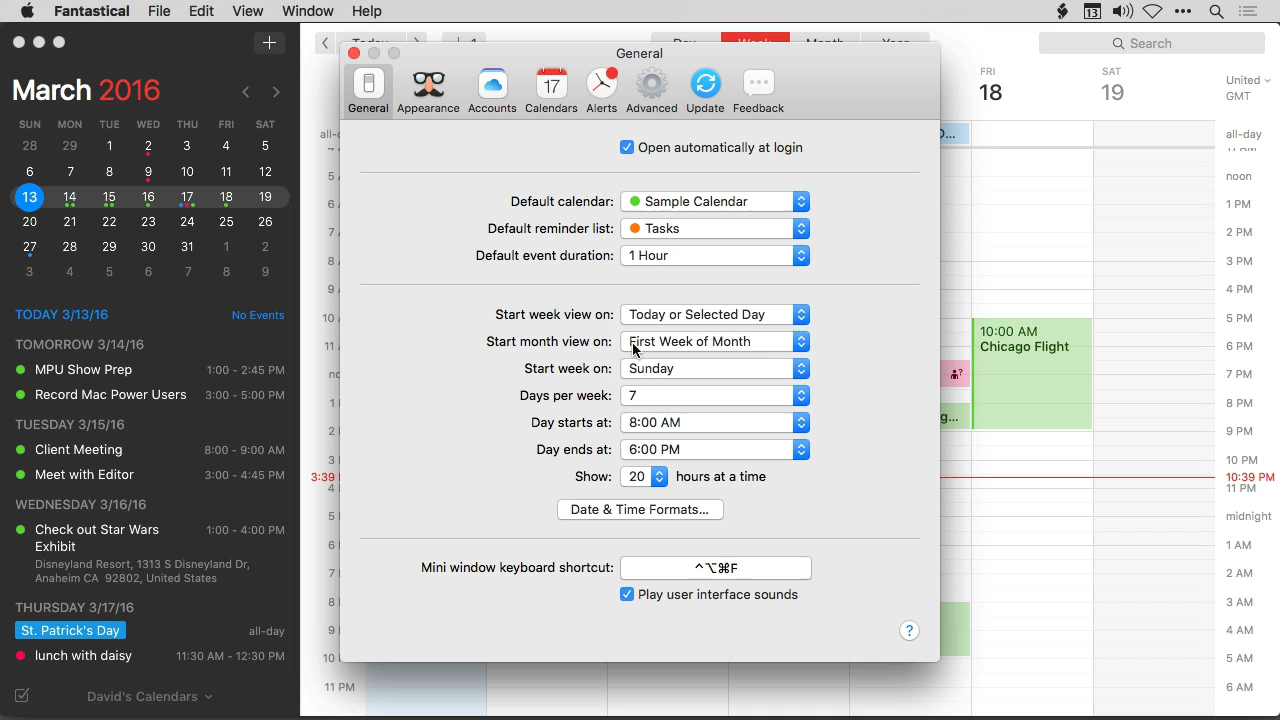 Fantastical File Edit View Window Help 13
March 2016
SUN MON TUE WED THU FRI SAT
28 29 1 2 3 4 5
6 7 8 9 10 11 12
13 14 15 16 17 18 19
20 21 22 23 24 25 26
27 28 29 30 31 1 2
3 4 5 6 7 8 9
TODAY 3/13/16 No Events
TOMORROW 3/14/16
MPU Show Prep 1:00 - 2:45 PM
Record Mac Power Users 3:00 - 5:00 PM
TUESDAY 3/15/16
Client Meeting 8:00 - 9:00 AM
Meet with Editor 3:00 - 4:45 PM
WEDNESDAY 3/16/16
Check out Star Wars 1:00 - 4:00 PM
Exhibit
Disneyland Resort, 1313 S Disneyland Dr,
Anaheim CA 92802, United States
THURSDAY 3/17/16
St. Patrick's Day all-day
lunch with daisy 11:30 AM - 12:30 PM
David's Calendars
General
General Appearance Accounts 17 Calendars Alerts Advanced Update Feedback
Open automatically at login
Default calendar: Sample Calendar
Default reminder list: Tasks
Default event duration: 1 Hour
Start week view on: Today or Selected Day
Start month view on: First Week of Month
Start week on: Sunday
Days per week: 7
Day starts at: 8:00 AM
Day ends at: 6:00 PM
Show: 20 hours at a time
Date & Time Formats...
Mini window keyboard shortcut: ^⌥⌘F
Play user interface sounds
?
Search
FRI
18
SAT
19
United
GMT
all-day
noon
1 PM
2 PM
3 PM
4 PM
5 PM
6 PM
7 PM
8 PM
9 PM
10 PM
10:39 PM
11 PM
midnight
1 AM
2 AM
3 AM
4 AM
5 AM
6 AM
10:00 AM
Chicago Flight
3:39
11 PM